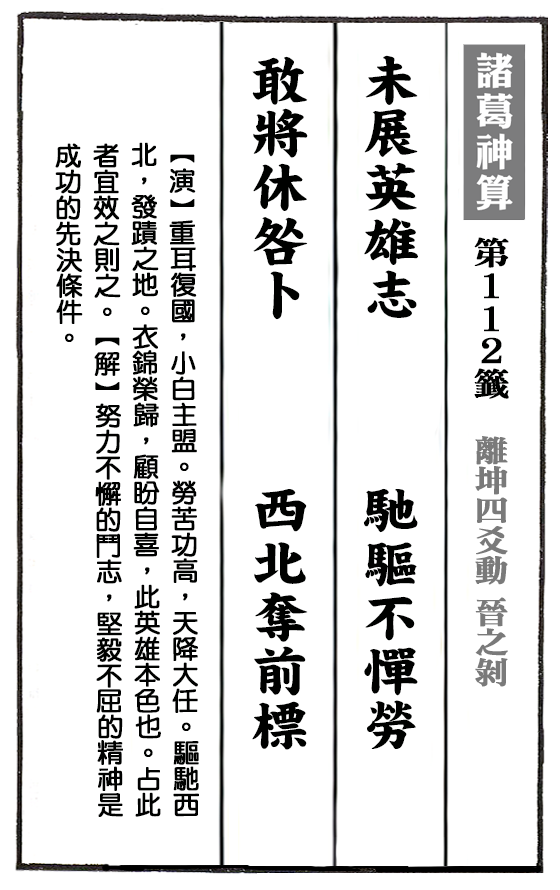 諸葛神算 第112籤 離坤四爻動 晉之剝
未展英雄志 馳驅不憚勞
敢將休咎卜 西北奪前標
【演】重耳復國，小白主盟。勞苦功高，天降大任。驅馳西
北，發蹟之地。衣錦榮歸，顧盼自喜，此英雄本色也。占此
者宜效之則之。【解】努力不懈的鬥志，堅毅不屈的精神是
成功的先決條件。